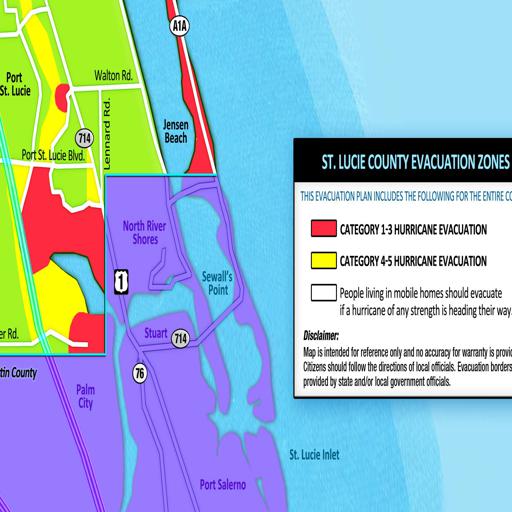 A1A
Port
St. Lucie
Walton Rd.
Lennard Rd.
Jensen
Beach
714
Port St. Lucie Blvd.
ST. LUCIE COUNTY EVACUATION ZONES
THIS EVACUATION PLAN INCLUDES THE FOLLOWING FOR THE ENTIRE
CATEGORY 1-3 HURRICANE EVACUATION
CATEGORY 4-5 HURRICANE EVACUATION
People living in mobile homes should evacuate
if a hurricane of any strength is heading their way.
Disclaimer:
Map is intended for reference only and no accuracy for warranty is
Citizens should follow the directions of local officials. Evacuation borders
provided by state and/or local government officials.
North River
Shores
1
Sewall's
Point
Stuart
714
Rd.
76
County
Palm
City
St. Lucie Inlet
Port Salerno